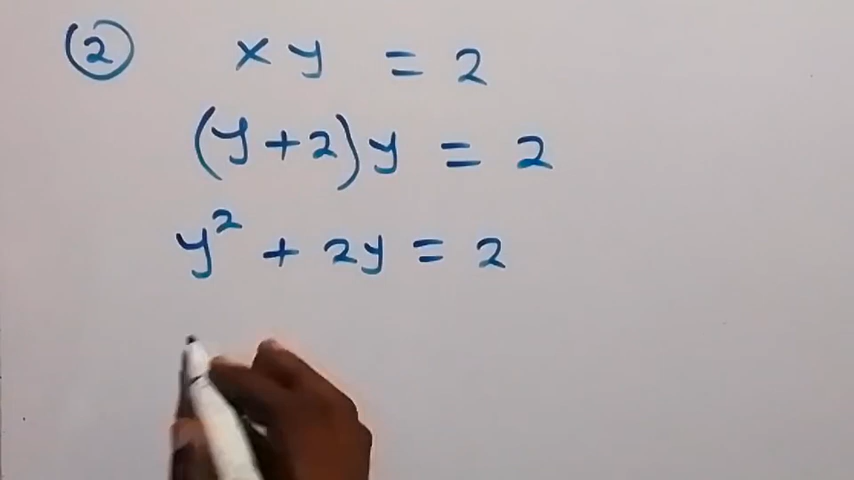 ② xy = 2
(y+2)y = 2
y² + 2y = 2